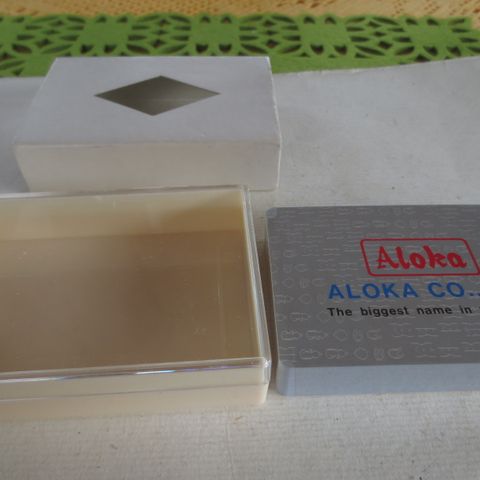 Aloka
ALOKA CO..
The biggest name in